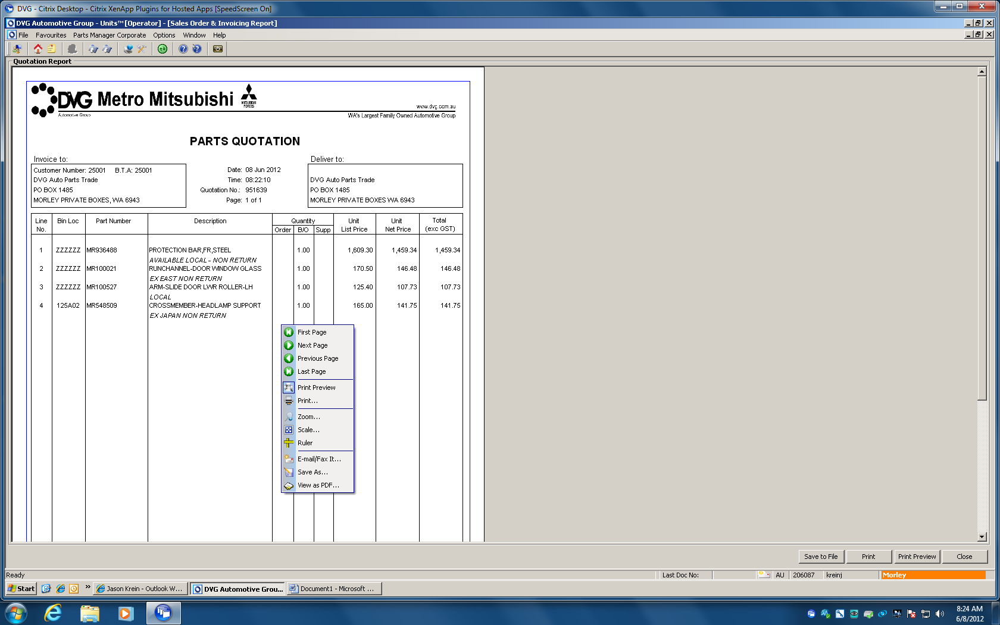 DVG - Citrix Desktop - Citrix XenApp Plugins for Hosted Apps [SpeedScreen On]
DVG Automotive Group - Units™ [Operator] - [Sales Order & Invoicing Report]
File Favourites Parts Manager Corporate Options Window Help
Quotation Report
DVG Metro Mitsubishi
MITSUBISHI
MOTORS
Automotive Group
www.dvg.com.au
WA's Largest Family Owned Automotive Group
PARTS QUOTATION
Invoice to:
Customer Number: 25001 B.T.A: 25001
DVG Auto Parts Trade
PO BOX 1485
MORLEY PRIVATE BOXES, WA 6943
Date: 08 Jun 2012
Time: 08:22:10
Quotation No.: 951639
Page: 1 of 1
Deliver to:
DVG Auto Parts Trade
PO BOX 1485
MORLEY PRIVATE BOXES WA 6943
Line No. Bin Loc Part Number Description Quantity Order B/O Supp Unit List Price Unit Net Price Total (exc GST)
1 ZZZZZZ MR936488 PROTECTION BAR,FR,STEEL 1.00 1,609.30 1,459.34 1,459.34
AVAILABLE LOCAL - NON RETURN
2 ZZZZZZ MR100021 RUNCHANNEL-DOOR WINDOW GLASS 1.00 170.50 146.48 146.48
EX EAST NON RETURN
3 ZZZZZZ MR100527 ARM-SLIDE DOOR LWR ROLLER-LH 1.00 125.40 107.73 107.73
LOCAL
4 125A02 MR548509 CROSSMEMBER-HEADLAMP SUPPORT 1.00 165.00 141.75 141.75
EX JAPAN NON RETURN
First Page
Next Page
Previous Page
Last Page
Print Preview
Print...
Zoom...
Scale...
Ruler
E-mail/Fax It...
Save As...
View as PDF...
Save to File Print Print Preview Close
Ready Last Doc No: AU 206087 kreinj Morley
Start » Jason Krein - Outlook W... DVG Automotive Grou... Document1 - Microsoft ...
8:24 AM
6/8/2012